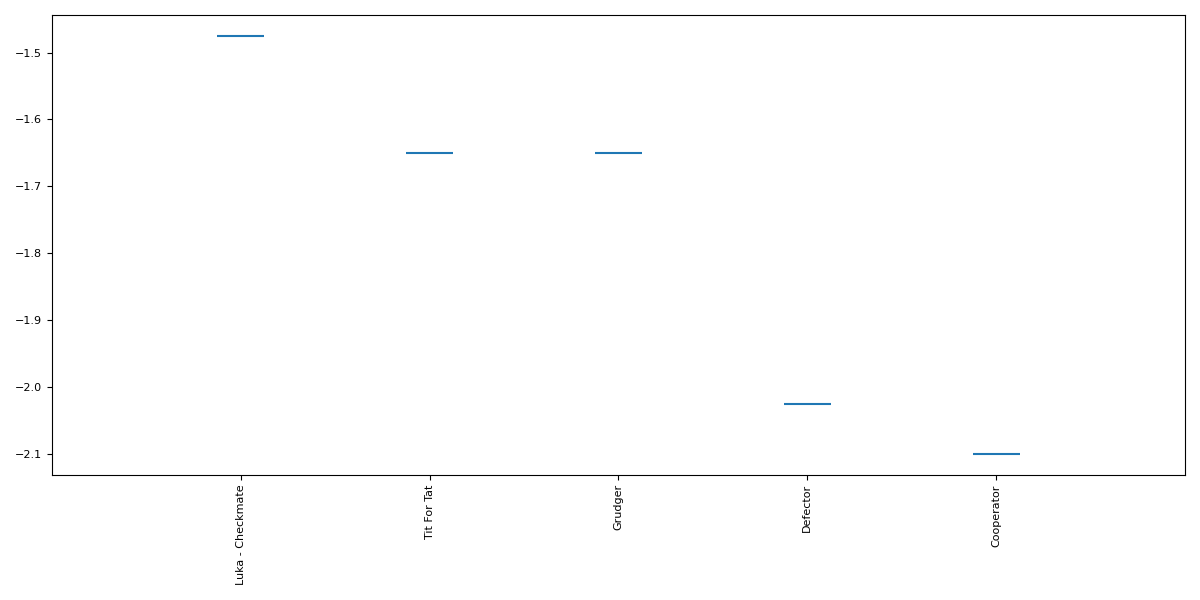 −1.5
−1.6
−1.7
−1.8
−1.9
−2.0
−2.1
Luka - Checkmate
Tit For Tat
Grudger
Defector
Cooperator